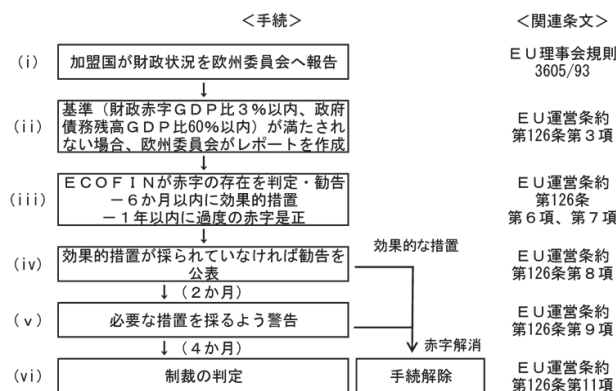 ＜手続＞ ＜関連条文＞
(i) 加盟国が財政状況を欧州委員会へ報告 ＥＵ理事会規則
3605/93
↓
(ii) 基準（財政赤字ＧＤＰ比３％以内、政府
債務残高ＧＤＰ比60％以内）が満たされ
ない場合、欧州委員会がレポートを作成
ＥＵ運営条約
第126条第３項
↓
(iii) ＥＣＯＦＩＮが赤字の存在を判定・勧告
－６か月以内に効果的措置
－１年以内に過度の赤字是正
ＥＵ運営条約
第126条
第６項、第７項
↓
(iv) 効果的措置が採られていなければ勧告を
公表
効果的な措置
ＥＵ運営条約
第126条第８項
↓（２か月）
(ⅴ) 必要な措置を採るよう警告
ＥＵ運営条約
第126条第９項
↓（４か月）
赤字解消
(vi) 制裁の判定 手続解除
ＥＵ運営条約
第126条第11項